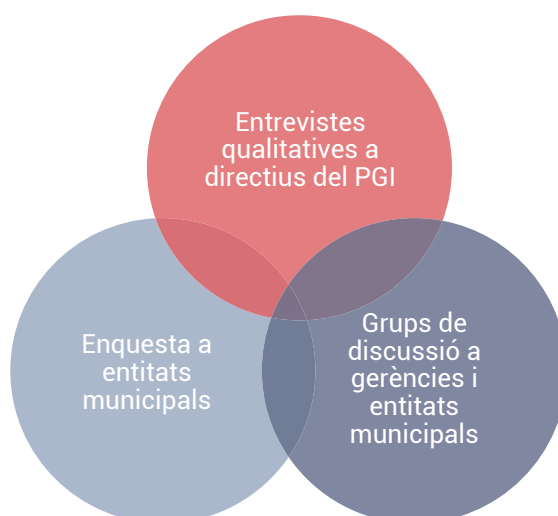 Entrevistes
qualitatives a
directius del PGI
Enquesta a
entitats
municipals
Grups de
discussió a
gerències i
entitats
municipals